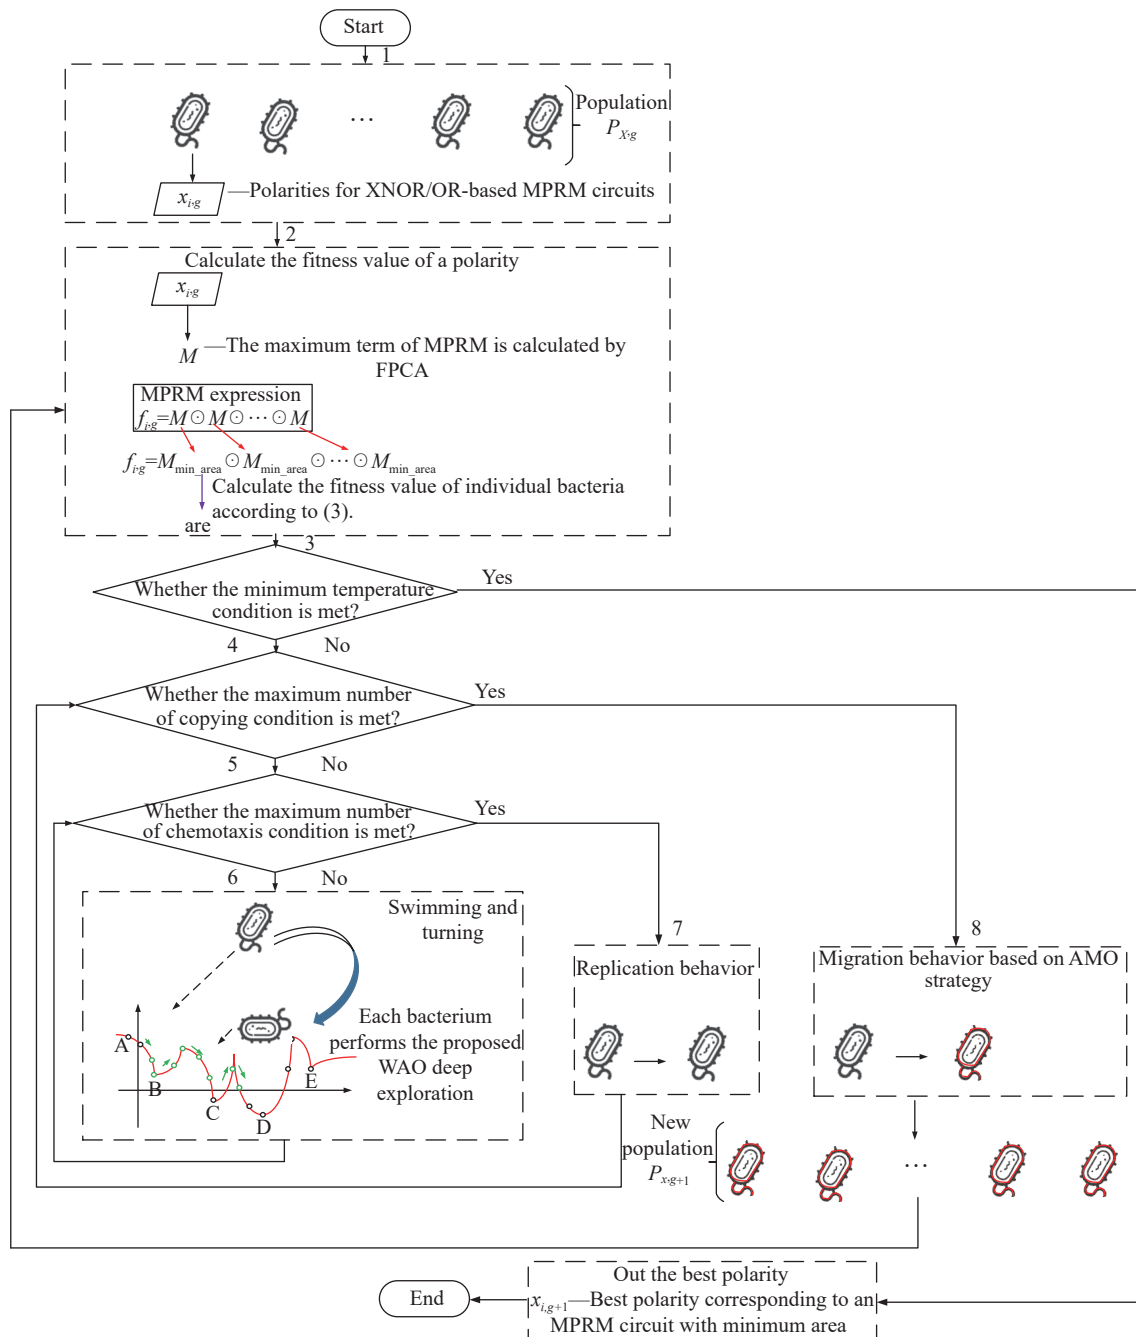 Start
1
Population
P_{X,g}
…
x_{i,g} —Polarities for XNOR/OR-based MPRM circuits
2
Calculate the fitness value of a polarity
x_{i,g}
M —The maximum term of MPRM is calculated by
FPCA
MPRM expression
f_{i,g}=M⊙M⊙⋯⊙M
f_{i,g}=M_{min_area}⊙M_{min_area}⊙⋯⊙M_{min_area}
Calculate the fitness value of individual bacteria
according to (3).
are
3
Whether the minimum temperature
condition is met?
Yes
4
No
Whether the maximum number
of copying condition is met?
Yes
5
No
Whether the maximum number
of chemotaxis condition is met?
Yes
6
No
Swimming and
turning
Each bacterium
performs the proposed
WAO deep
exploration
A
B
C
D
E
7
Replication behavior
8
Migration behavior based on AMO
strategy
New
population
P_{x,g+1}
…
Out the best polarity
x_{i,g+1}—Best polarity corresponding to an
MPRM circuit with minimum area
End